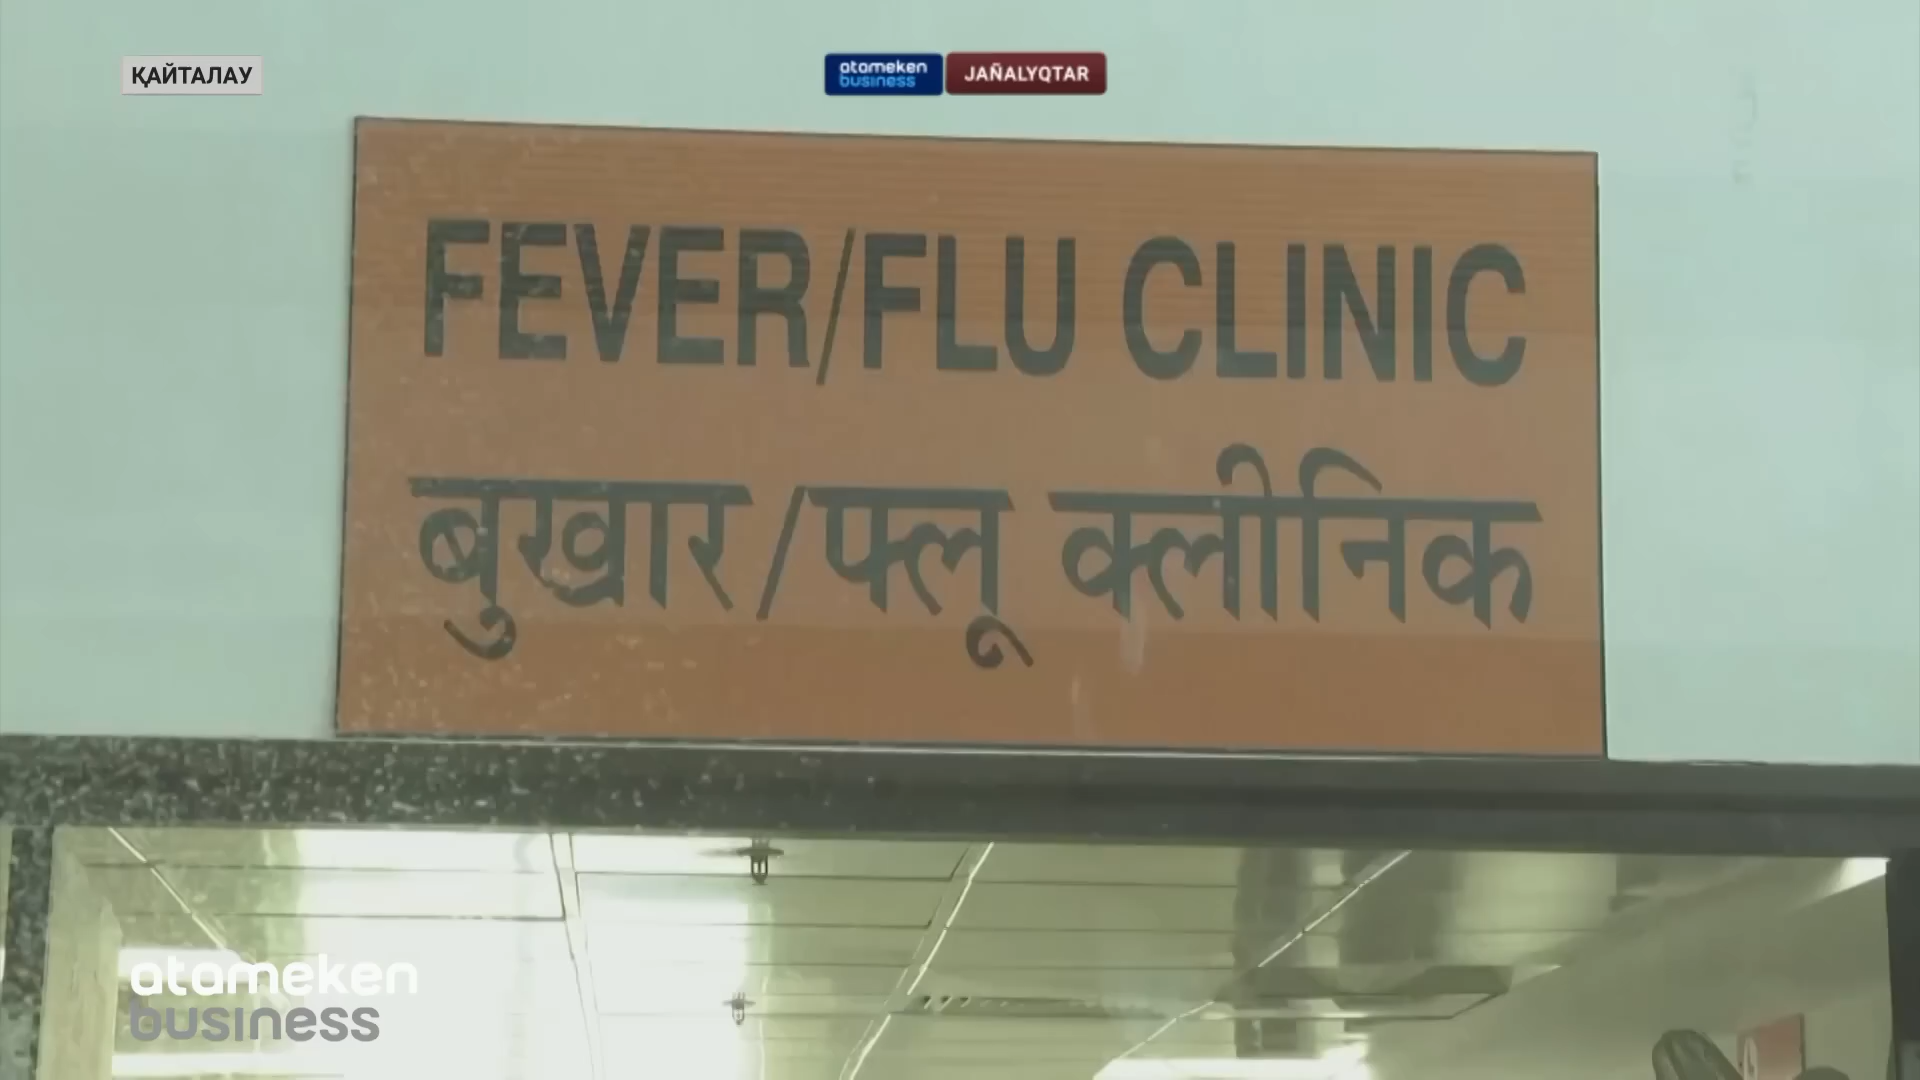 ҚАЙТАЛАУ
atameken
business
JAÑALYQTAR
FEVER/FLU CLINIC
बुखार/फ्लू क्लीनिक
atameken
business